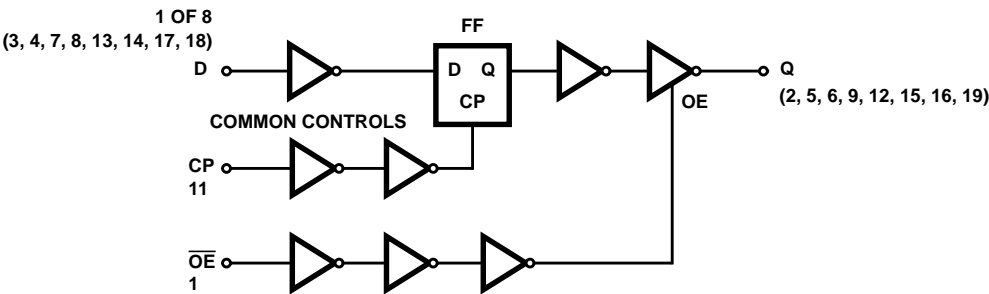 1 OF 8
(3, 4, 7, 8, 13, 14, 17, 18)
D
FF
D Q
CP
OE
Q
(2, 5, 6, 9, 12, 15, 16, 19)
COMMON CONTROLS
CP
11
O̅E̅
1